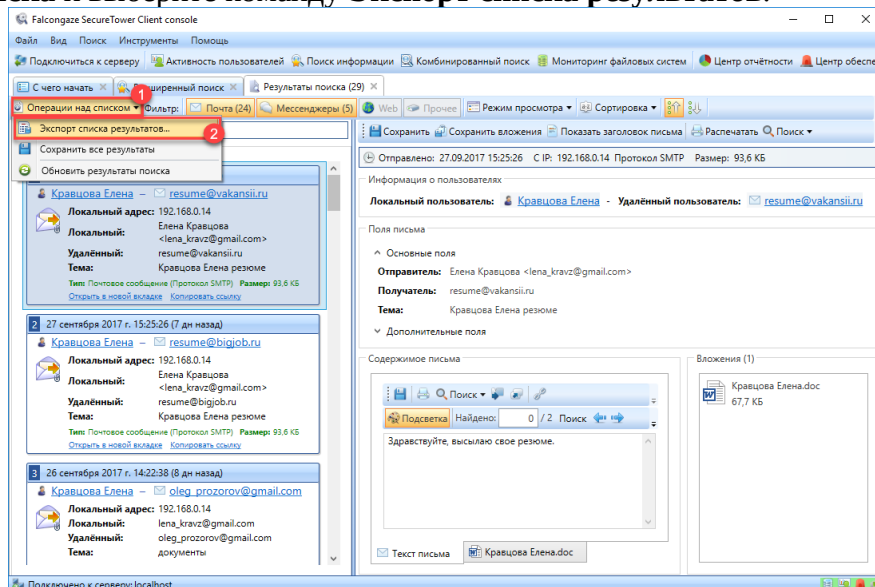 и выберите команду Экспорт списка результатов.
Falcongaze SecureTower Client console
Файл Вид Поиск Инструменты Помощь
Подключиться к серверу Активность пользователей Поиск информации Комбинированный поиск Мониторинг файловых систем Центр отчётности Центр обеспе
С чего начать Результаты поиска (29)
Операции над списком Фильтр: Почта (24) Мессенджеры (5) Web Прочее Режим просмотра Сортировка
1
Экспорт списка результатов...
2
Сохранить все результаты
Обновить результаты поиска
Кравцова Елена – resume@vakansii.ru
Локальный адрес: 192.168.0.14
Локальный: Елена Кравцова
<lena_kravz@gmail.com>
Удалённый: resume@vakansii.ru
Тема: Кравцова Елена резюме
Тип: Почтовое сообщение (Протокол SMTP) Размер: 93,6 КБ
Открыть в новой вкладке Копировать ссылку
2 27 сентября 2017 г. 15:25:26 (7 дн назад)
Кравцова Елена – resume@bigjob.ru
Локальный адрес: 192.168.0.14
Локальный: Елена Кравцова
<lena_kravz@gmail.com>
Удалённый: resume@bigjob.ru
Тема: Кравцова Елена резюме
Тип: Почтовое сообщение (Протокол SMTP) Размер: 93,6 КБ
Открыть в новой вкладке Копировать ссылку
3 26 сентября 2017 г. 14:22:38 (8 дн назад)
Кравцова Елена – oleg_prozorov@gmail.com
Локальный адрес: 192.168.0.14
Локальный: lena_kravz@gmail.com
Удалённый: oleg_prozorov@gmail.com
Тема: документы
Сохранить Сохранить вложения Показать заголовок письма Распечатать Поиск
Отправлено: 27.09.2017 15:25:26 С IP: 192.168.0.14 Протокол SMTP Размер: 93,6 КБ
Информация о пользователях
Локальный пользователь: Кравцова Елена - Удалённый пользователь: resume@vakansii.ru
Поля письма
Основные поля
Отправитель: Елена Кравцова <lena_kravz@gmail.com>
Получатель: resume@vakansii.ru
Тема: Кравцова Елена резюме
Дополнительные поля
Содержимое письма
Поиск
Подсветка Найдено: 0 / 2 Поиск
Здравствуйте, высылаю свое резюме.
Текст письма Кравцова Елена.doc
Вложения (1)
Кравцова Елена.doc
67,7 КБ
Подключено к серверу: localhost